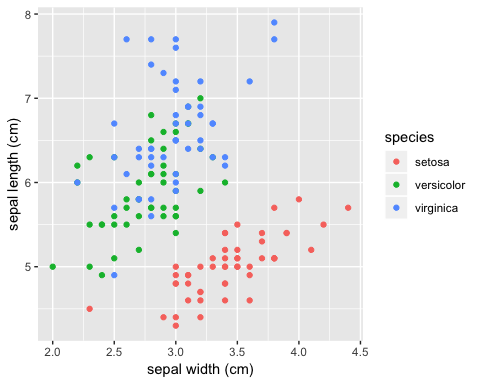 8
7
6
5
2.0 2.5 3.0 3.5 4.0 4.5
sepal width (cm)
sepal length (cm)
species
setosa
versicolor
virginica